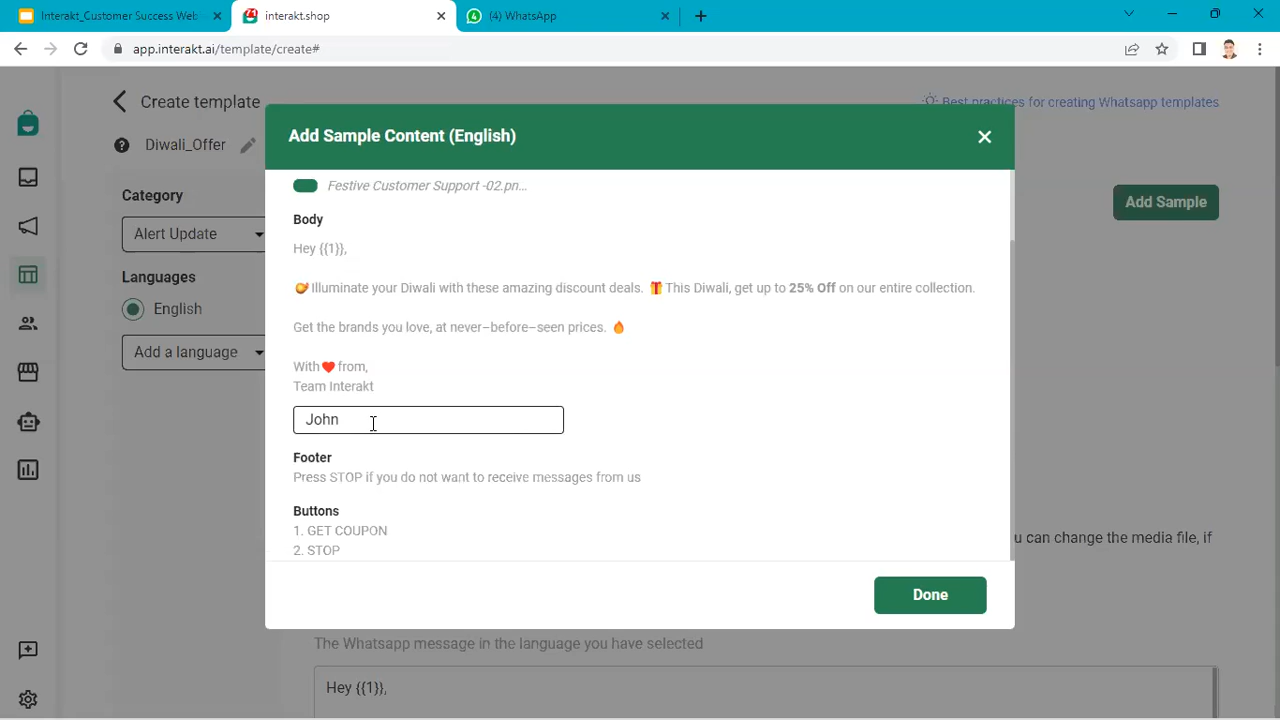 Interakt_Customer Success Web
interakt.shop
(4) WhatsApp
app.interakt.ai/template/create#
Create template
Best practices for creating Whatsapp templates
Diwali_Offer
Category
Alert Update
Languages
English
Add a language
Add Sample
Add Sample Content (English)
Festive Customer Support -02.pn...
Body
Hey {{1}},
Illuminate your Diwali with these amazing discount deals. 🎁This Diwali, get up to 25% Off on our entire collection.
Get the brands you love, at never–before–seen prices. 🔥
With❤️from,
Team Interakt
John
Footer
Press STOP if you do not want to receive messages from us
Buttons
1. GET COUPON
2. STOP
Done
u can change the media file, if
The Whatsapp message in the language you have selected
Hey {{1}},